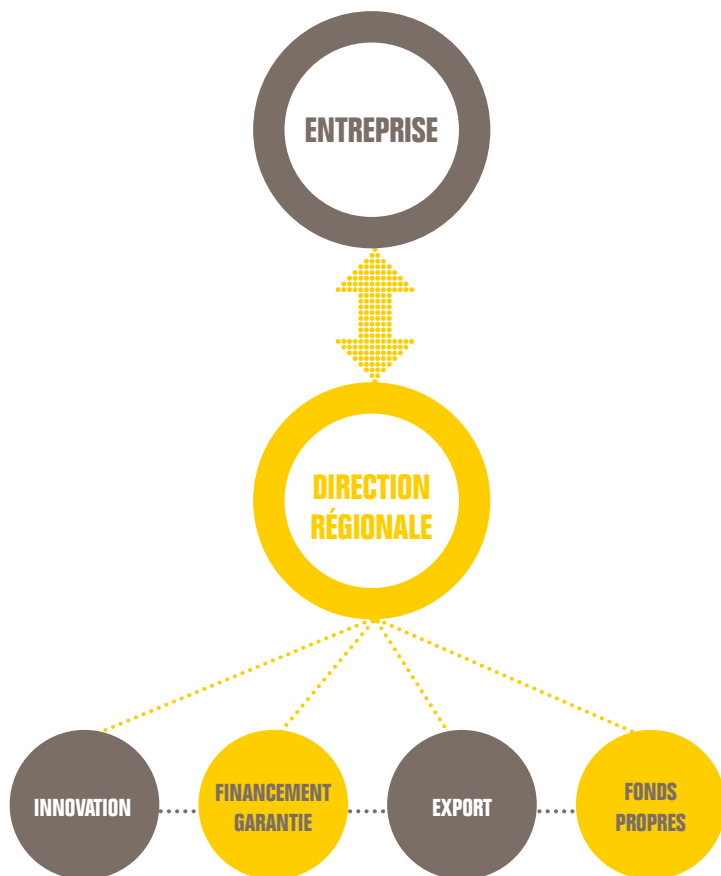 ENTREPRISE
DIRECTION
RÉGIONALE
INNOVATION
FINANCEMENT
GARANTIE
EXPORT
FONDS
PROPRES